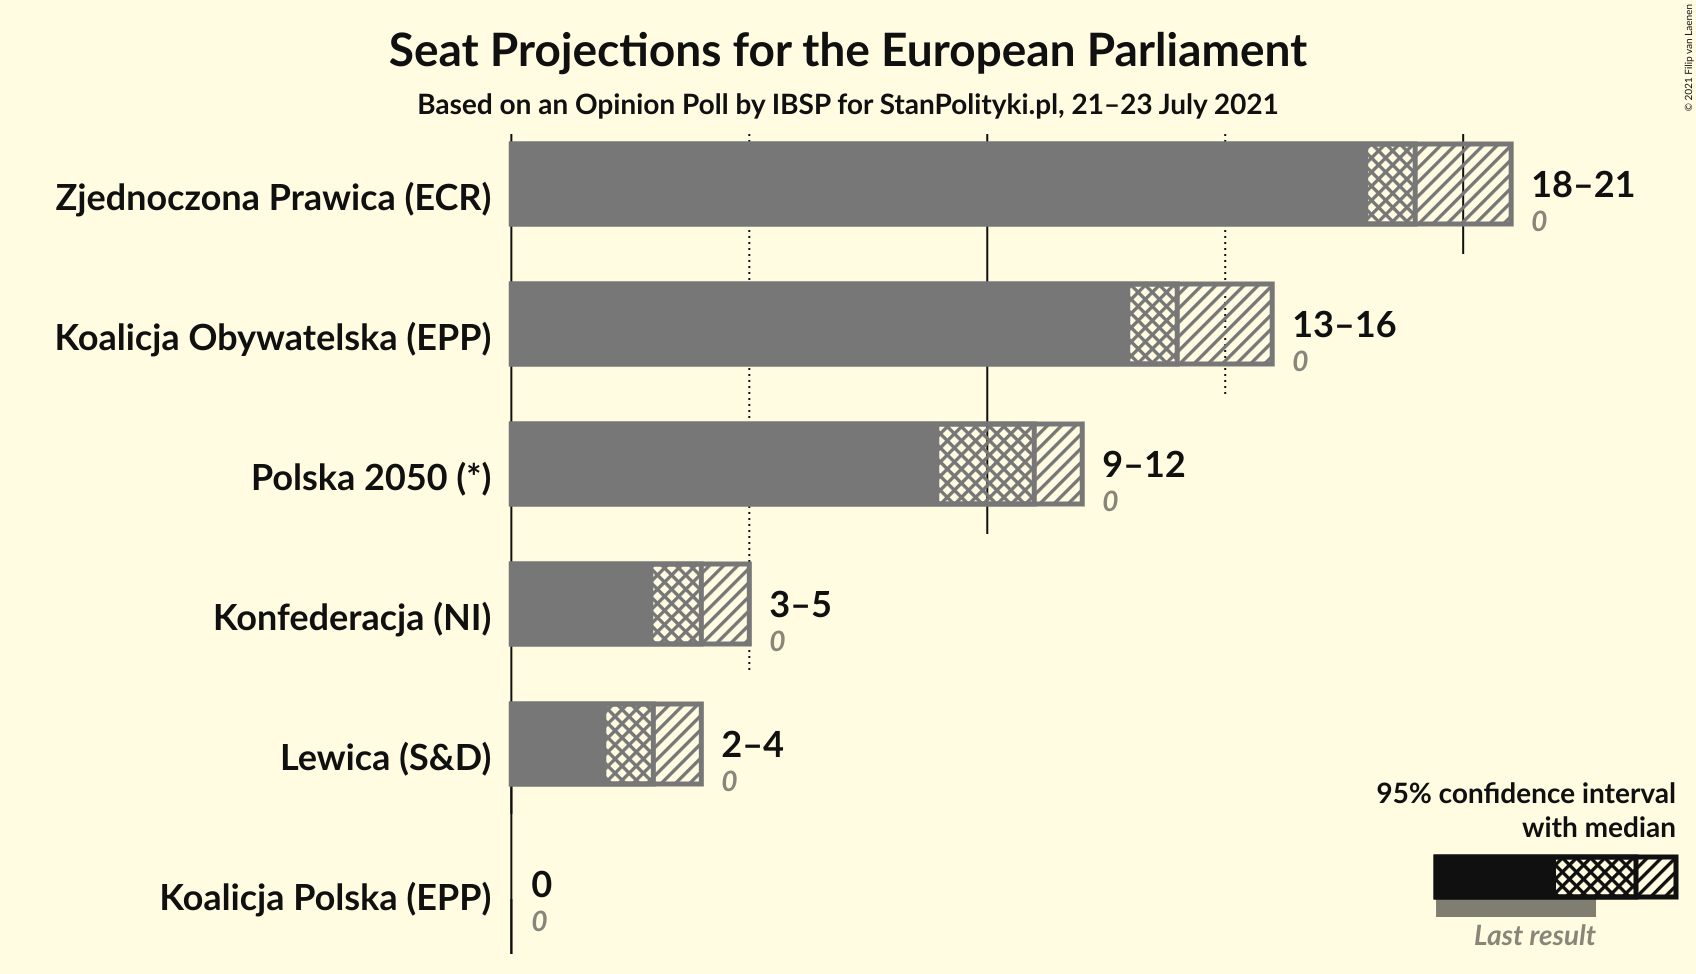 Seat Projections for the European Parliament
Based on an Opinion Poll by IBSP for StanPolityki.pl, 21–23 July 2021
© 2021 Filip van Laenen
Zjednoczona Prawica (ECR)
18–21
0
Koalicja Obywatelska (EPP)
13–16
0
Polska 2050 (*)
9–12
0
Konfederacja (NI)
3–5
0
Lewica (S&D)
2–4
0
Koalicja Polska (EPP)
0
0
95% confidence interval
with median
Last result